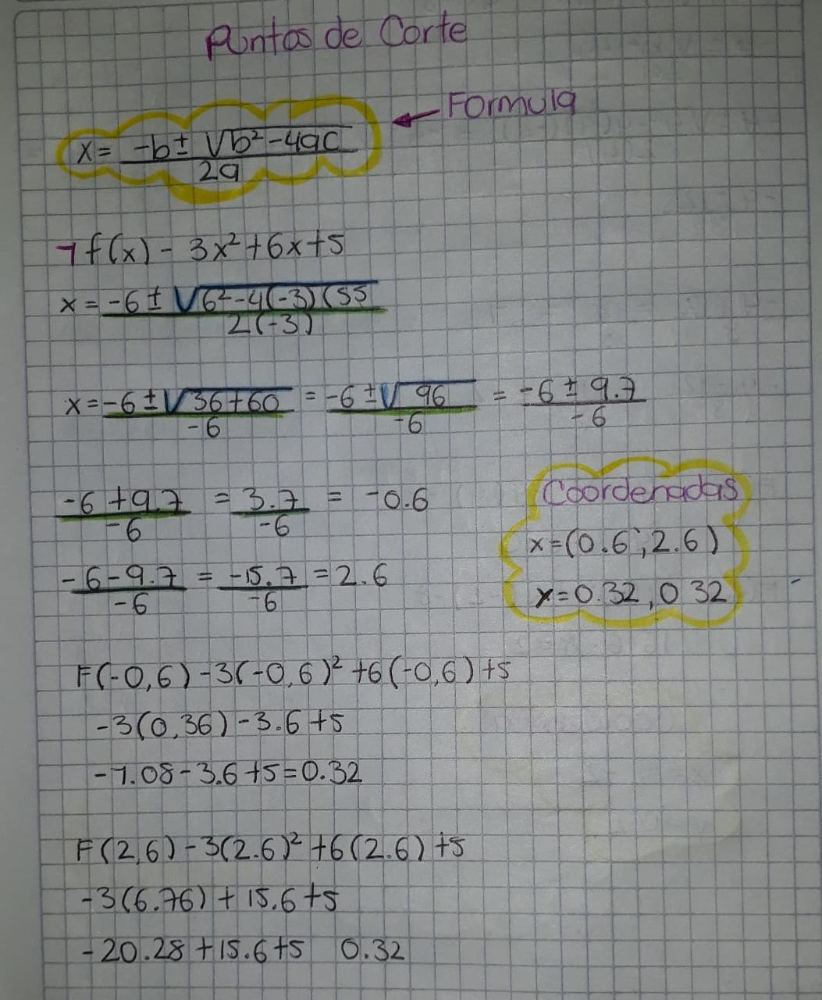 Puntos de Corte
← Formula
x = -b ± √b² - 4ac / 2a
1 f(x) - 3x² + 6x + 5
x = -6 ± √6² - 4(-3)(55 / 2(-3)
x = -6 ± √36 + 60 / -6 = -6 ± √96 / -6 = -6 ± 9.7 / -6
-6 + 9.7 / -6 = 3.7 / -6 = -0.6
-6 - 9.7 / -6 = -15.7 / -6 = 2.6
Coordenadas
x = (0.6 ; 2.6)
x = 0.32, 0 32
F(-0,6) - 3(-0,6)² + 6(-0,6) + 5
-3(0,36) - 3.6 + 5
-1.08 - 3.6 + 5 = 0.32
F(2,6) - 3(2.6)² + 6(2.6) + 5
-3(6.76) + 15.6 + 5
-20.28 + 15.6 + 5 0.32